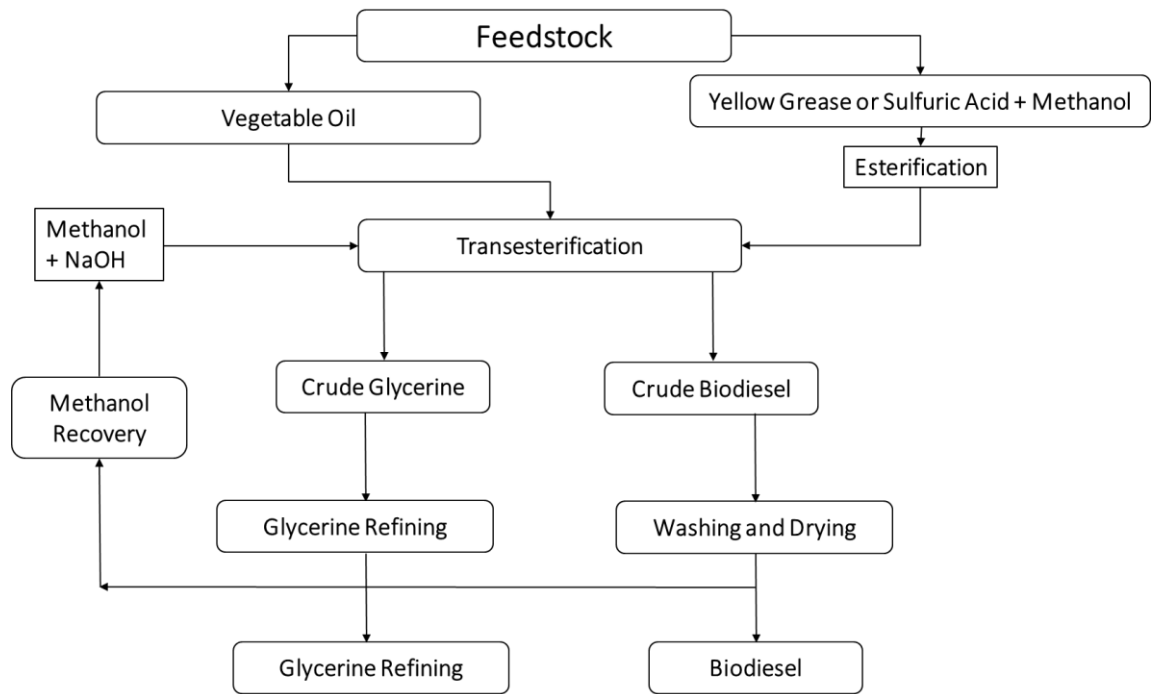 Feedstock
Vegetable Oil
Yellow Grease or Sulfuric Acid + Methanol
Esterification
Methanol
+ NaOH
Transesterification
Crude Glycerine
Crude Biodiesel
Methanol
Recovery
Glycerine Refining
Washing and Drying
Glycerine Refining
Biodiesel